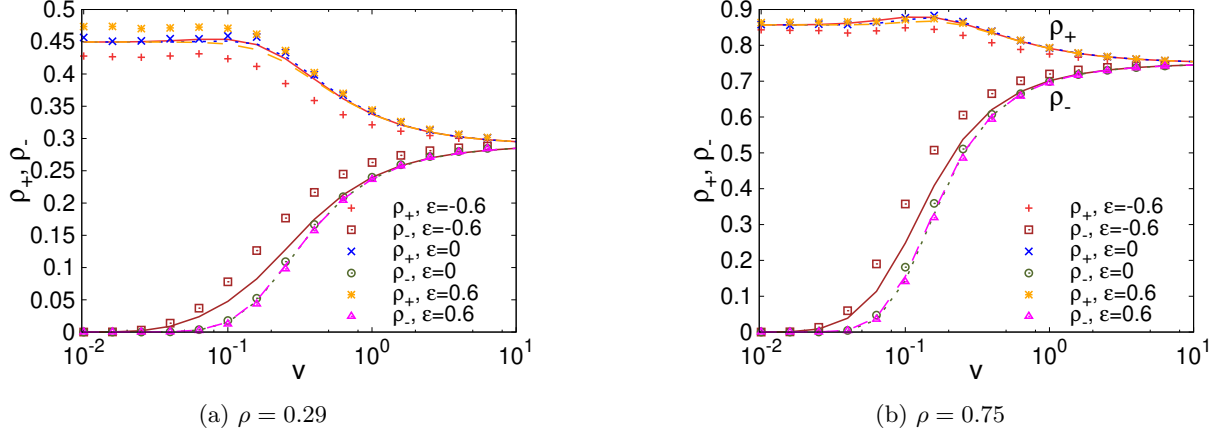 0.5
0.45
0.4
0.35
0.3
0.25
0.2
0.15
0.1
0.05
0
ρ+, ρ-
10-2
10-1
100
101
v
ρ+, ε=-0.6
ρ-, ε=-0.6
ρ+, ε=0
ρ-, ε=0
ρ+, ε=0.6
ρ-, ε=0.6
(a) ρ = 0.29
0.9
0.8
0.7
0.6
0.5
0.4
0.3
0.2
0.1
0
ρ+, ρ-
10-2
10-1
100
101
v
ρ+
ρ-
ρ+, ε=-0.6
ρ-, ε=-0.6
ρ+, ε=0
ρ-, ε=0
ρ+, ε=0.6
ρ-, ε=0.6
(b) ρ = 0.75